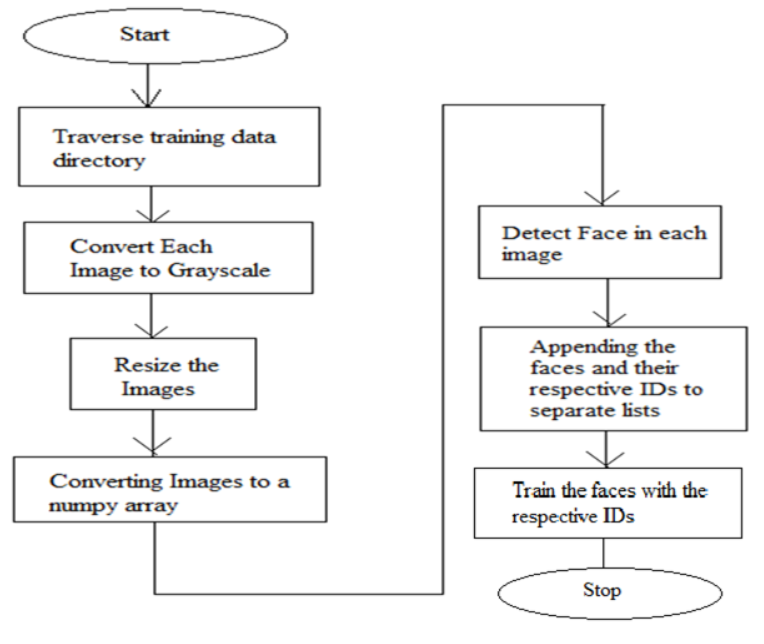 Start
Traverse training data
directory
Convert Each
Image to Grayscale
Resize the
Images
Converting Images to a
numpy array
Detect Face in each
image
Appending the
faces and their
respective IDs to
separate lists
Train the faces with the
respective IDs
Stop